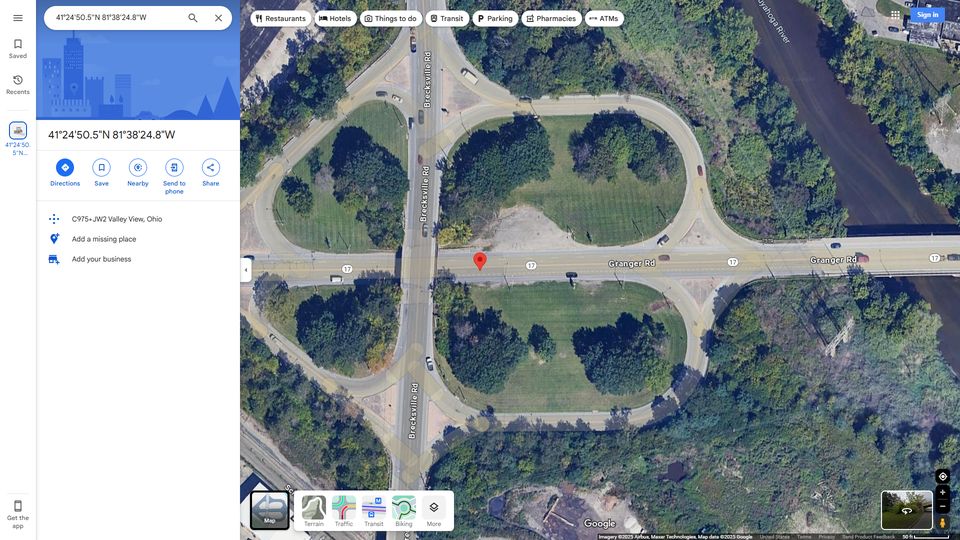 41°24'50.5"N 81°38'24.8"W
Restaurants
Hotels
Things to do
Transit
Parking
Pharmacies
ATMs
Sign in
Saved
Recents
41°24'50.
5"N...
41°24'50.5"N 81°38'24.8"W
Directions
Save
Nearby
Send to
phone
Share
C975+JW2 Valley View, Ohio
Add a missing place
Add your business
Get the
app
Brecksville Rd
Brecksville Rd
Brecksville Rd
Granger Rd
Granger Rd
17
17
17
17
Cuyahoga River
Map
Terrain
Traffic
Transit
Biking
More
Google
Imagery ©2025 Airbus, Maxar Technologies, Map data ©2025 Google
United States
Terms
Privacy
Send Product Feedback
50 ft